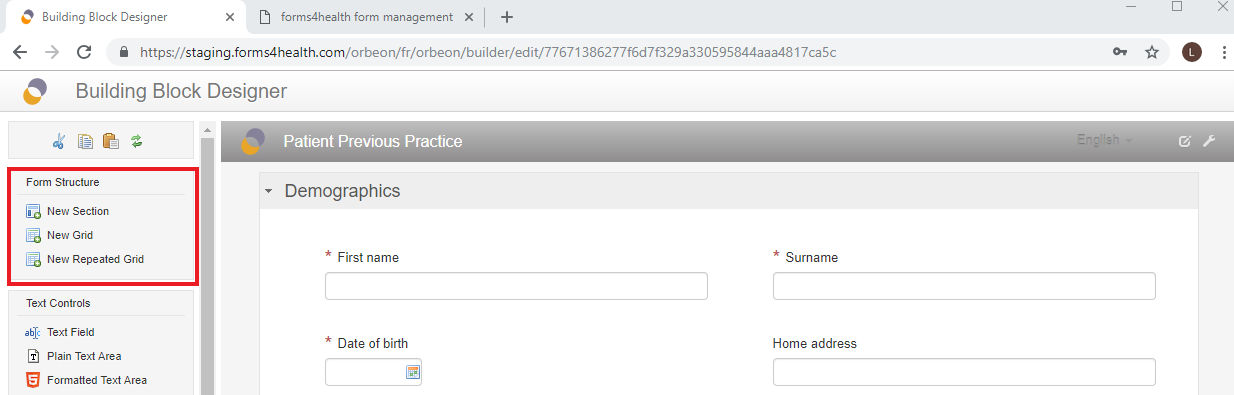 Building Block Designer
forms4health form management
https://staging.forms4health.com/orbeon/fr/orbeon/builder/edit/77671386277f6d7f329a330595844aaa4817ca5c
L
Building Block Designer
Patient Previous Practice
English
Form Structure
New Section
New Grid
New Repeated Grid
Text Controls
abc Text Field
T Plain Text Area
5 Formatted Text Area
Demographics
* First name
* Surname
* Date of birth
Home address